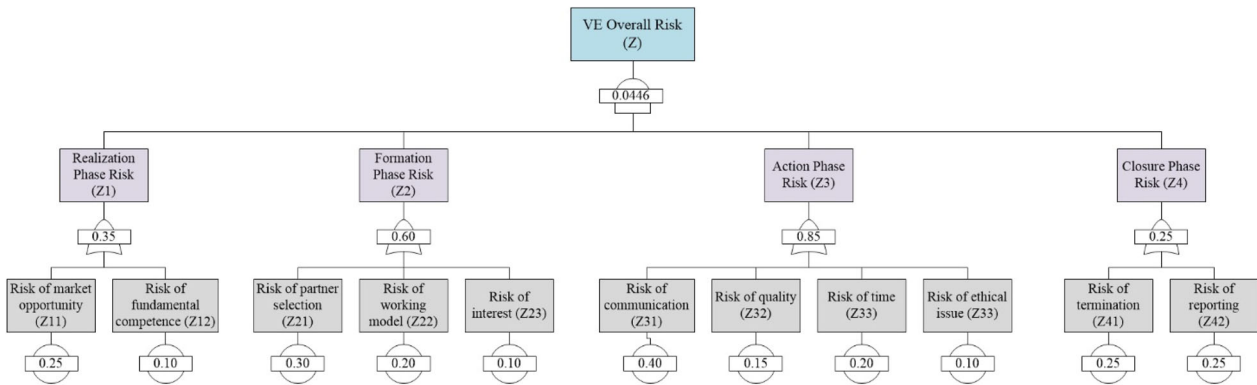 VE Overall Risk
(Z)
0.0446
Realization
Phase Risk
(Z1)
Formation
Phase Risk
(Z2)
Action Phase
Risk (Z3)
Closure Phase
Risk (Z4)
0.35
0.60
0.85
0.25
Risk of market
opportunity
(Z11)
Risk of
fundamental
competence (Z12)
Risk of partner
selection
(Z21)
Risk of
working
model (Z22)
Risk of
interest (Z23)
Risk of
communication
(Z31)
Risk of quality
(Z32)
Risk of time
(Z33)
Risk of ethical
issue (Z33)
Risk of
termination
(Z41)
Risk of
reporting
(Z42)
0.25
0.10
0.30
0.20
0.10
0.40
0.15
0.20
0.10
0.25
0.25